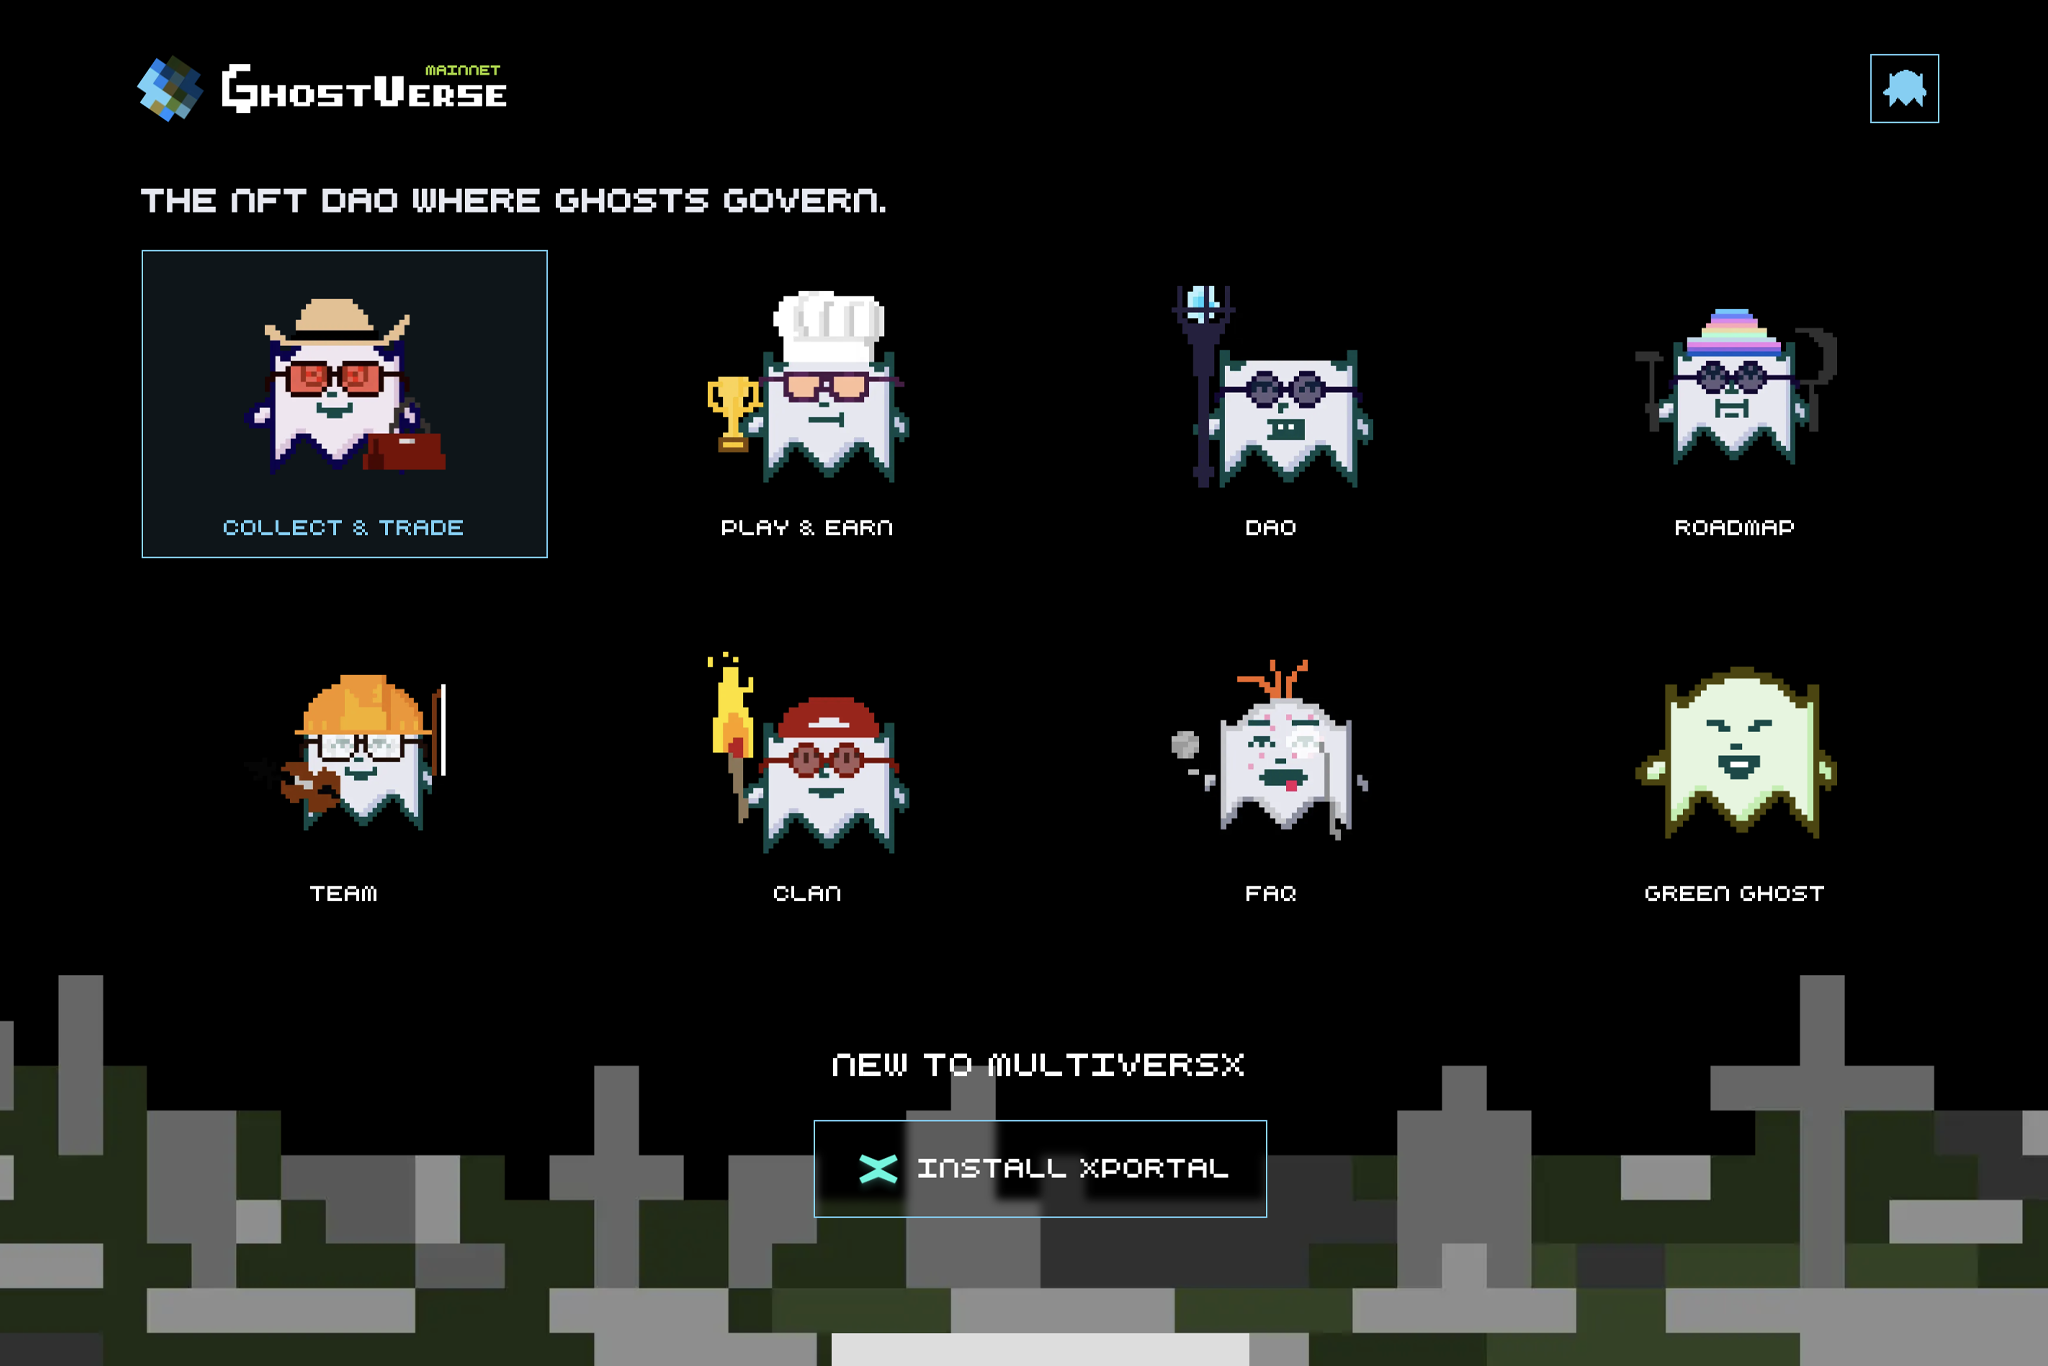 MAINNET
GHOSTVERSE
THE NFT DAO WHERE GHOSTS GOVERN.
COLLECT & TRADE
PLAY & EARN
DAO
ROADMAP
TEAM
CLAN
FAQ
GREEN GHOST
NEW TO MULTIVERSX
INSTALL XPORTAL